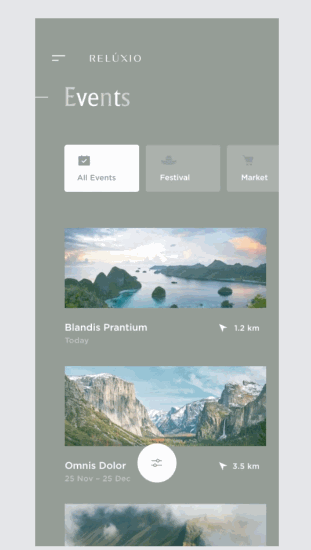 RELÚXIO
Events
All Events
Festival
Market
Blandis Prantium
1.2 km
Today
Omnis Dolor
3.5 km
25 Nov – 25 Dec